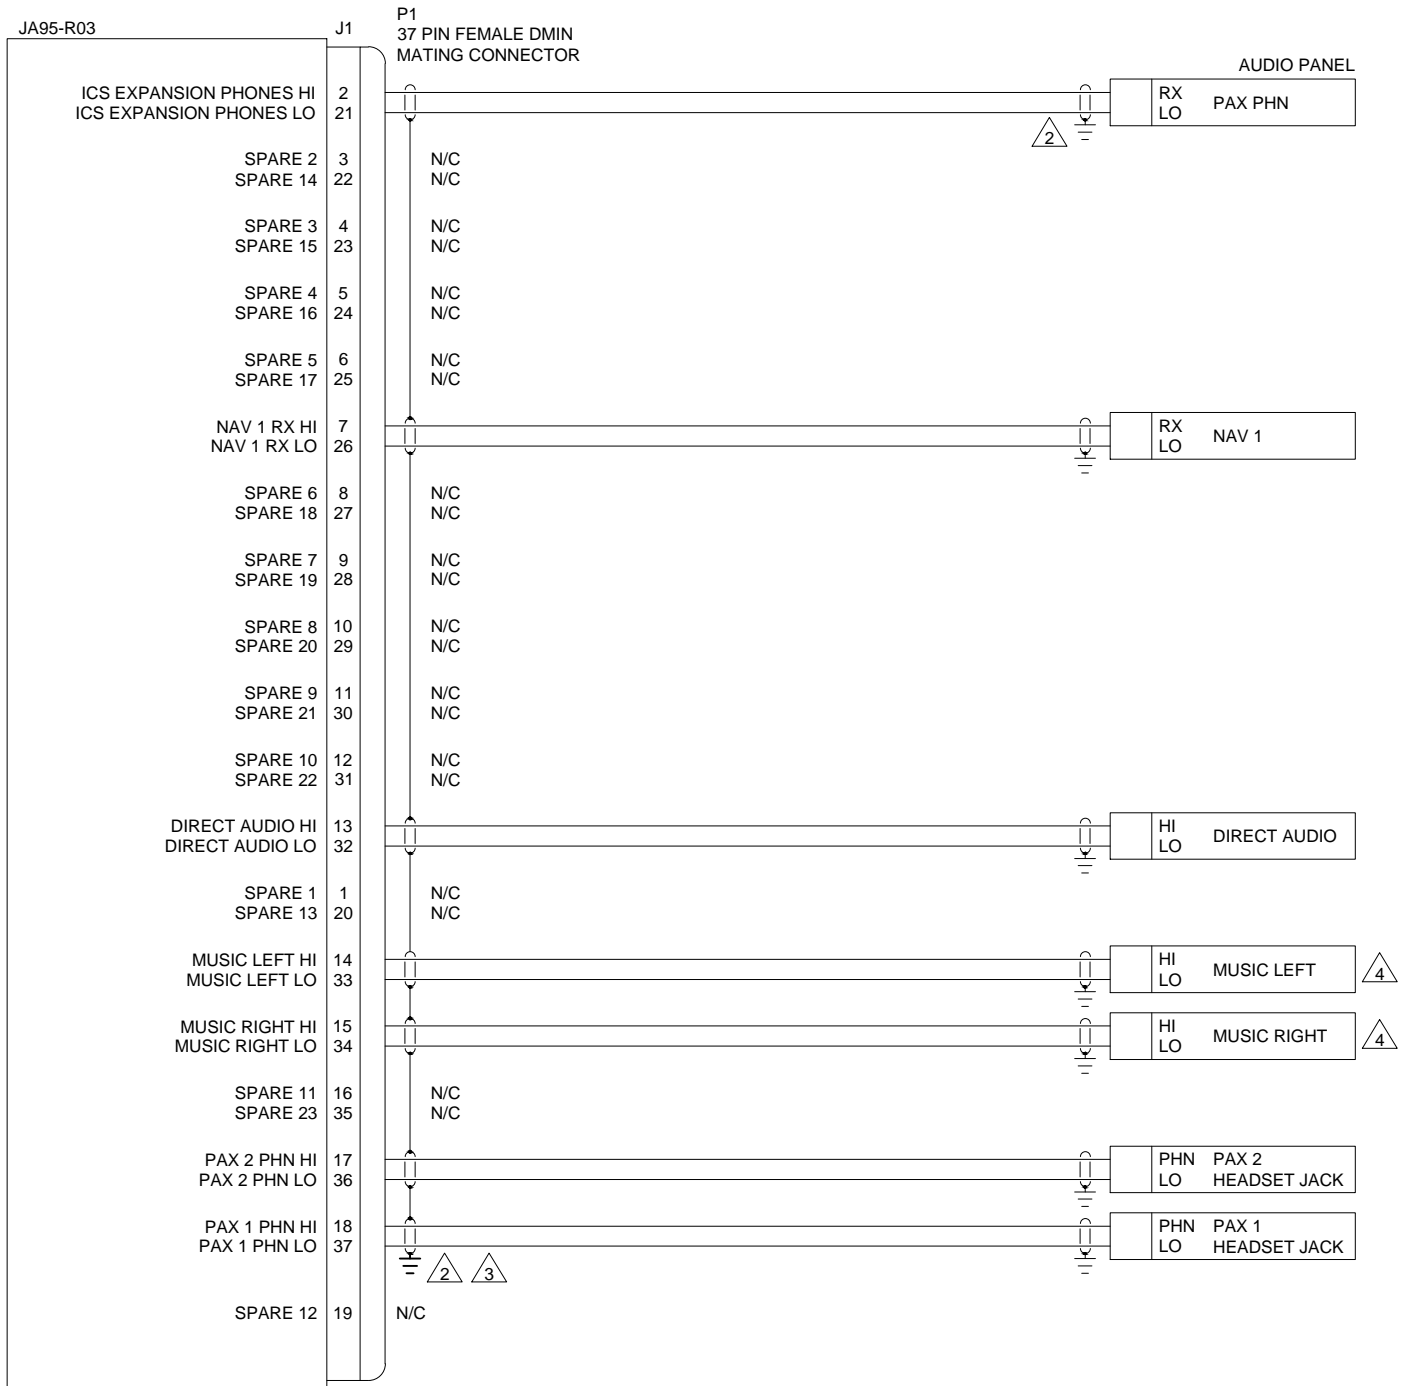 JA95-R03 J1 P1
37 PIN FEMALE DMIN
MATING CONNECTOR
AUDIO PANEL
ICS EXPANSION PHONES HI 2 RX PAX PHN
ICS EXPANSION PHONES LO 21 LO
2
SPARE 2 3 N/C
SPARE 14 22 N/C
SPARE 3 4 N/C
SPARE 15 23 N/C
SPARE 4 5 N/C
SPARE 16 24 N/C
SPARE 5 6 N/C
SPARE 17 25 N/C
NAV 1 RX HI 7 RX NAV 1
NAV 1 RX LO 26 LO
SPARE 6 8 N/C
SPARE 18 27 N/C
SPARE 7 9 N/C
SPARE 19 28 N/C
SPARE 8 10 N/C
SPARE 20 29 N/C
SPARE 9 11 N/C
SPARE 21 30 N/C
SPARE 10 12 N/C
SPARE 22 31 N/C
DIRECT AUDIO HI 13 HI DIRECT AUDIO
DIRECT AUDIO LO 32 LO
SPARE 1 1 N/C
SPARE 13 20 N/C
MUSIC LEFT HI 14 HI MUSIC LEFT 4
MUSIC LEFT LO 33 LO
MUSIC RIGHT HI 15 HI MUSIC RIGHT 4
MUSIC RIGHT LO 34 LO
SPARE 11 16 N/C
SPARE 23 35 N/C
PAX 2 PHN HI 17 PHN PAX 2
PAX 2 PHN LO 36 LO HEADSET JACK
PAX 1 PHN HI 18 PHN PAX 1
PAX 1 PHN LO 37 LO HEADSET JACK
2 3
SPARE 12 19 N/C